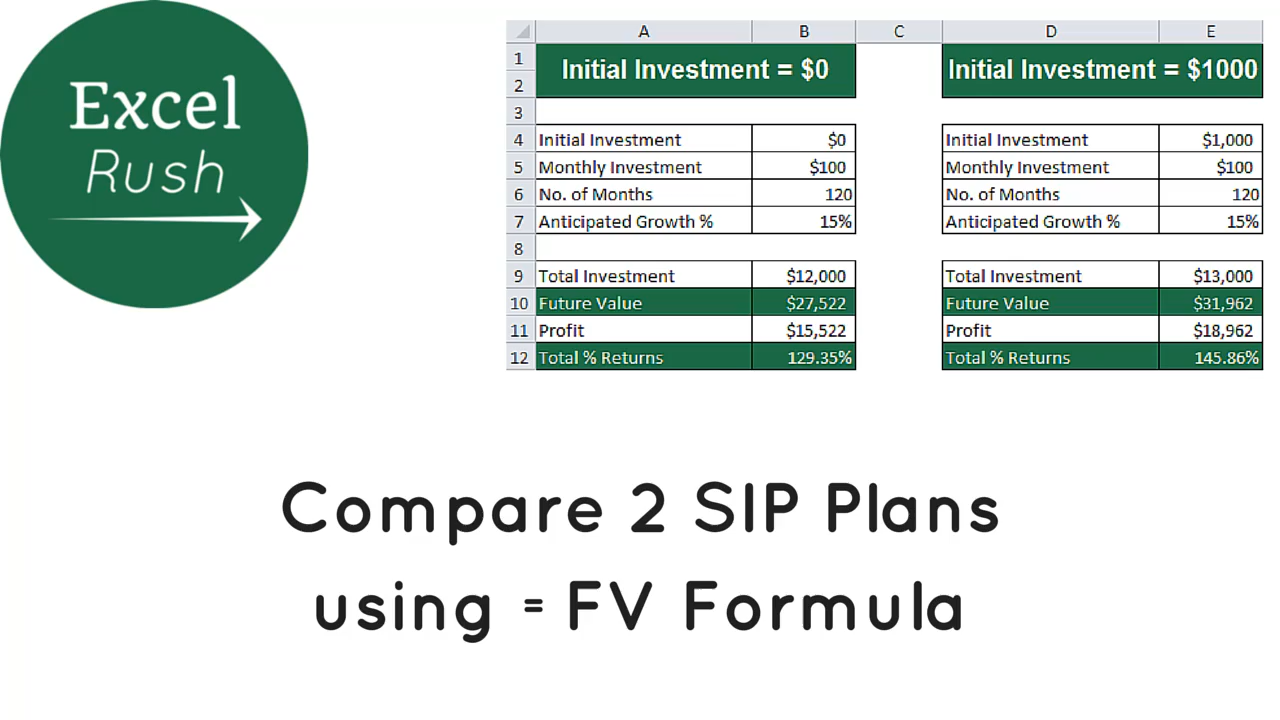 Excel
Rush
A B C D E
1 Initial Investment = $0 Initial Investment = $1000
2
3
4 Initial Investment $0 Initial Investment $1,000
5 Monthly Investment $100 Monthly Investment $100
6 No. of Months 120 No. of Months 120
7 Anticipated Growth % 15% Anticipated Growth % 15%
8
9 Total Investment $12,000 Total Investment $13,000
10 Future Value $27,522 Future Value $31,962
11 Profit $15,522 Profit $18,962
12 Total % Returns 129.35% Total % Returns 145.86%
Compare 2 SIP Plans
using = FV Formula